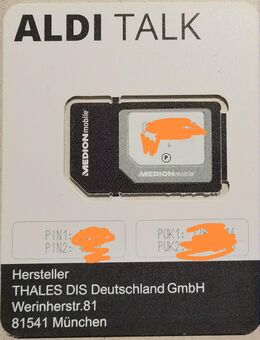 ALDI TALK
MEDIONmobile
MEDIONmobile
P
PIN1:
PUK1:
PIN2:
PUK2
Hersteller
THALES DIS Deutschland GmbH
Werinherstr.81
81541 München